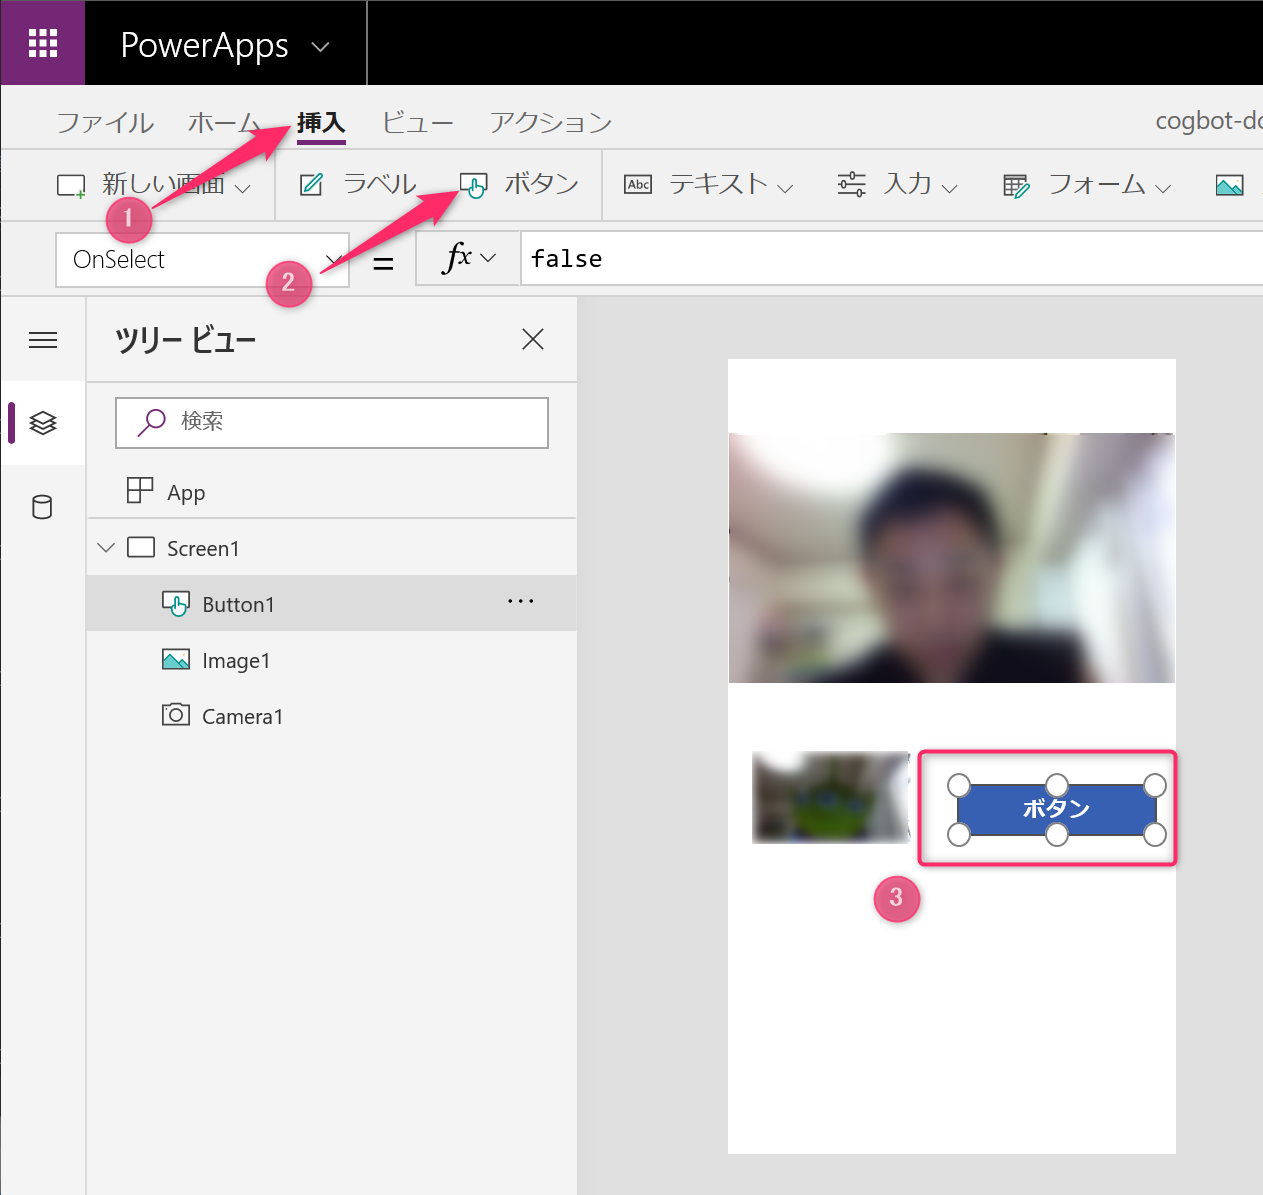 PowerApps
ファイル ホーム 挿入 ビュー アクション
新しい画面 ラベル ボタン Abc テキスト 入力 フォーム
1
OnSelect = fx false
2
ツリー ビュー
検索
App
Screen1
Button1 ...
Image1
Camera1
ボタン
3